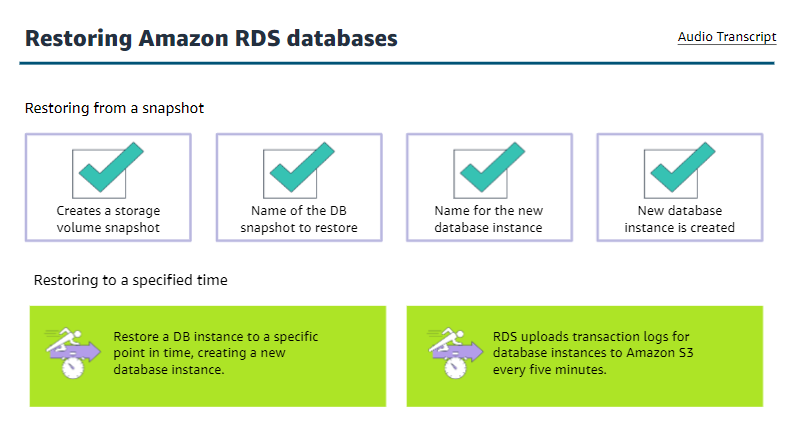 Restoring Amazon RDS databases
Audio Transcript
Restoring from a snapshot
Creates a storage
volume snapshot
Name of the DB
snapshot to restore
Name for the new
database instance
New database
instance is created
Restoring to a specified time
Restore a DB instance to a specific
point in time, creating a new
database instance.
RDS uploads transaction logs for
database instances to Amazon S3
every five minutes.